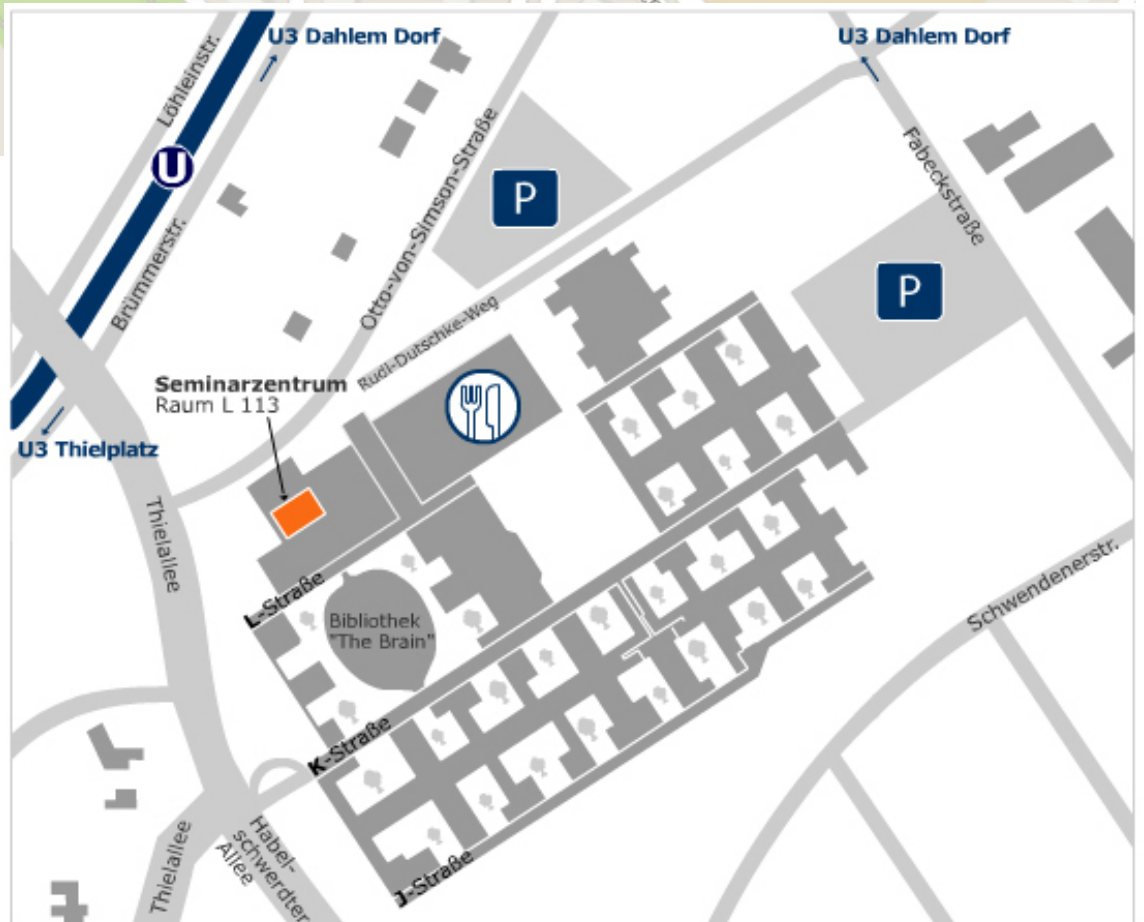 U3 Dahlem Dorf
U3 Dahlem Dorf
Löhleinstr.
U
Brümmerstr.
Otto-von-Simson-Straße
P
Fabeckstraße
P
Rudi-Dutschke-Weg
Seminarzentrum
Raum L 113
U3 Thielplatz
Thielallee
L-Straße
Bibliothek
"The Brain"
Schwendenerstr.
K-Straße
J-Straße
Thielallee
Habel-
schwerdter
Allee